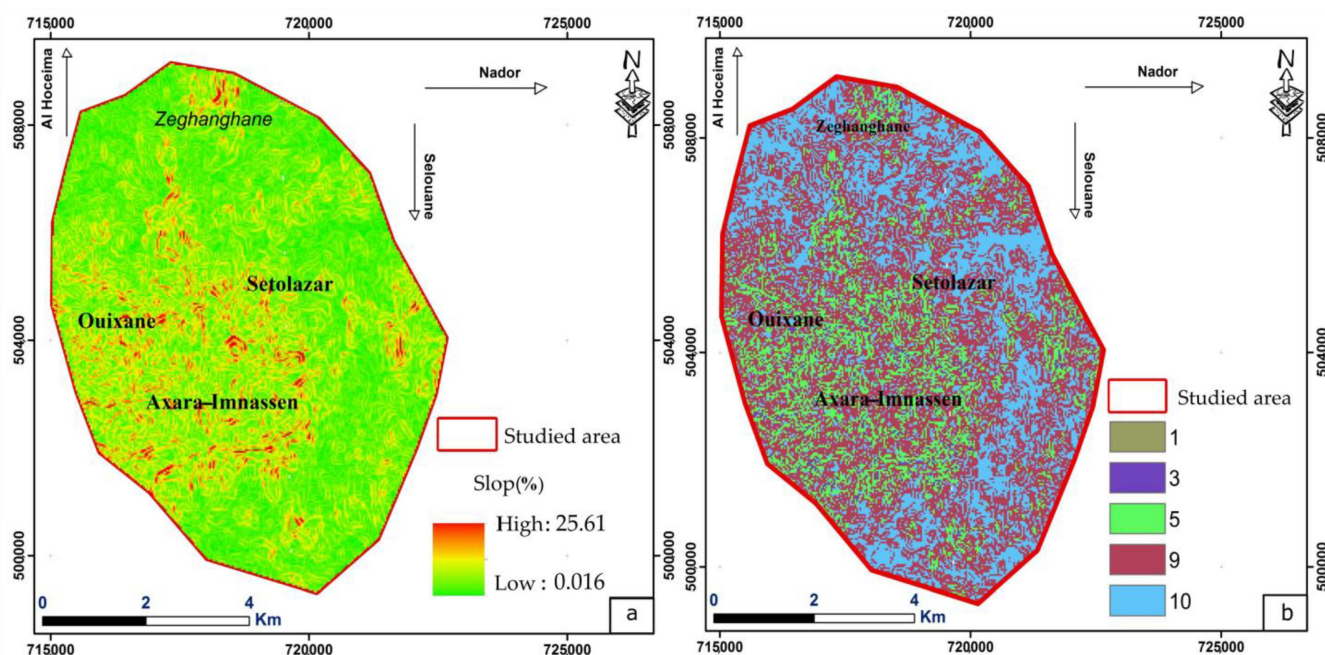 715000 720000 725000
Al Hoceima
N
Nador
Zeghanghane
508000
508000
Selouane
Setolazar
Ouixane
504000
504000
Axara-Imnassen
Studied area
Slop(%)
High: 25.61
Low : 0.016
500000
500000
0 2 4
Km
a
715000 720000 725000
715000 720000 725000
Al Hoceima
N
Nador
Zeghanghane
508000
508000
Selouane
Setolazar
Ouixane
504000
504000
Axara-Imnassen
Studied area
1
3
5
9
10
500000
500000
0 2 4
Km
b
715000 720000 725000